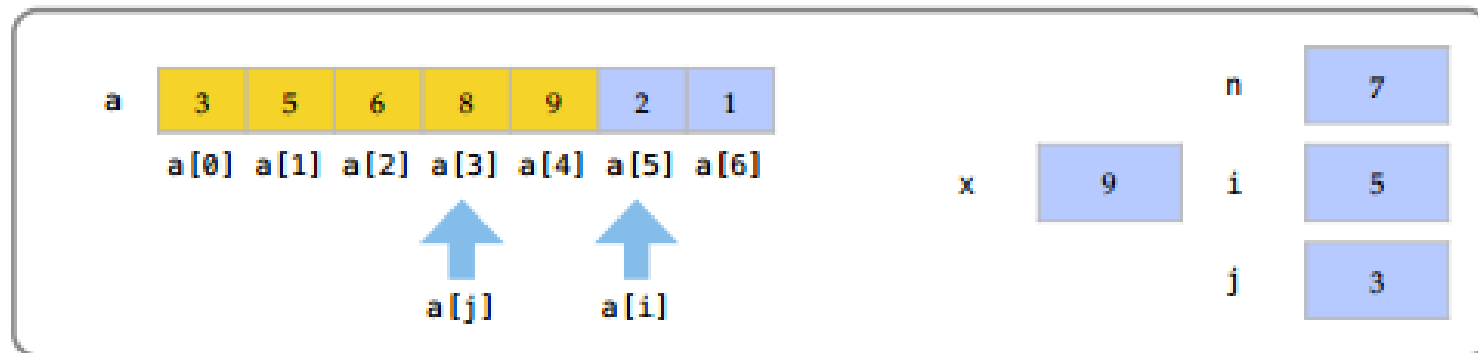 n 7
a 3 5 6 8 9 2 1
a[0] a[1] a[2] a[3] a[4] a[5] a[6]
x 9 i 5
j 3
a[j] a[i]